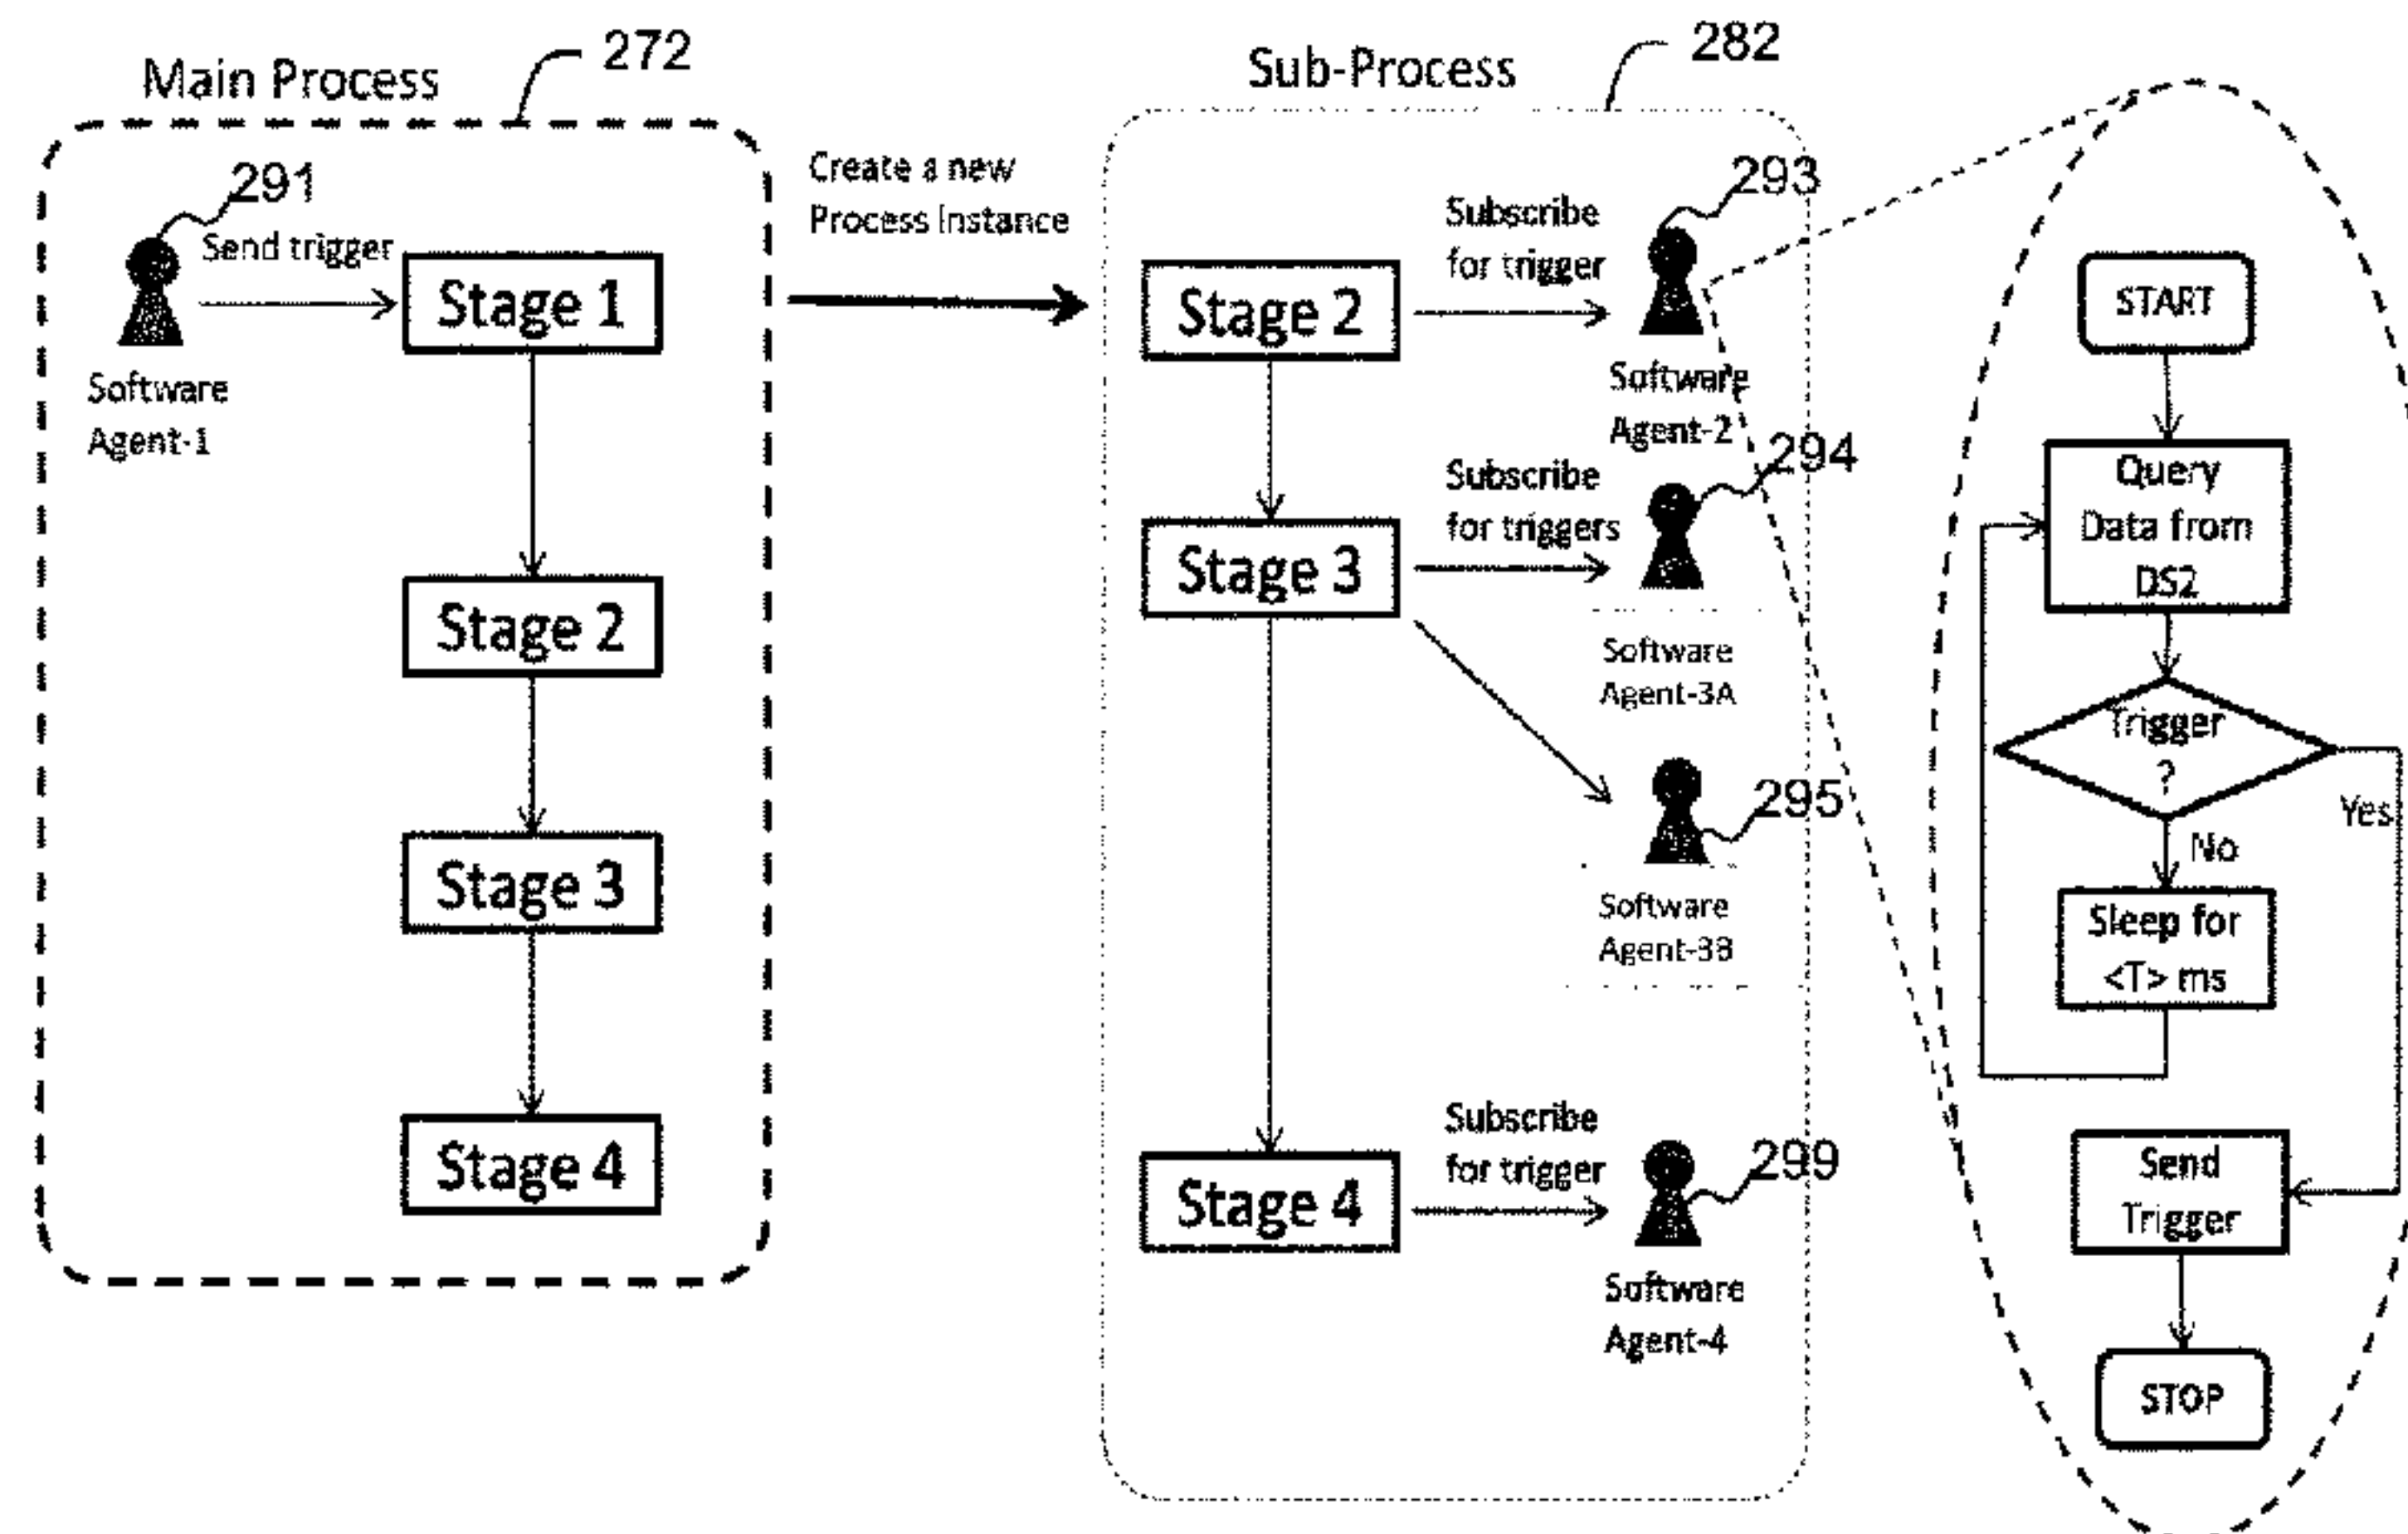 Main Process
272
291
Send trigger
Stage 1
Software
Agent-1
Stage 2
Stage 3
Stage 4
Create a new
Process Instance
Sub-Process
282
Stage 2
Subscribe
for trigger
293
Software
Agent-2
Stage 3
Subscribe
for triggers
294
Software
Agent-3A
295
Software
Agent-3B
Stage 4
Subscribe
for trigger
299
Software
Agent-4
START
Query
Data from
DS2
Trigger
?
Yes
No
Sleep for
<T> ms
Send
Trigger
STOP